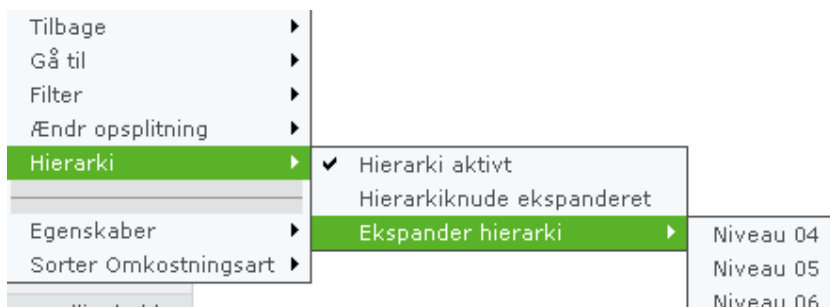 Tilbage
Gå til
Filter
Ændr opsplitning
Hierarki
Egenskaber
Sorter Omkostningsart
Hierarki aktivt
Hierarkiknude ekspanderet
Ekspander hierarki
Niveau 04
Niveau 05
Niveau 06